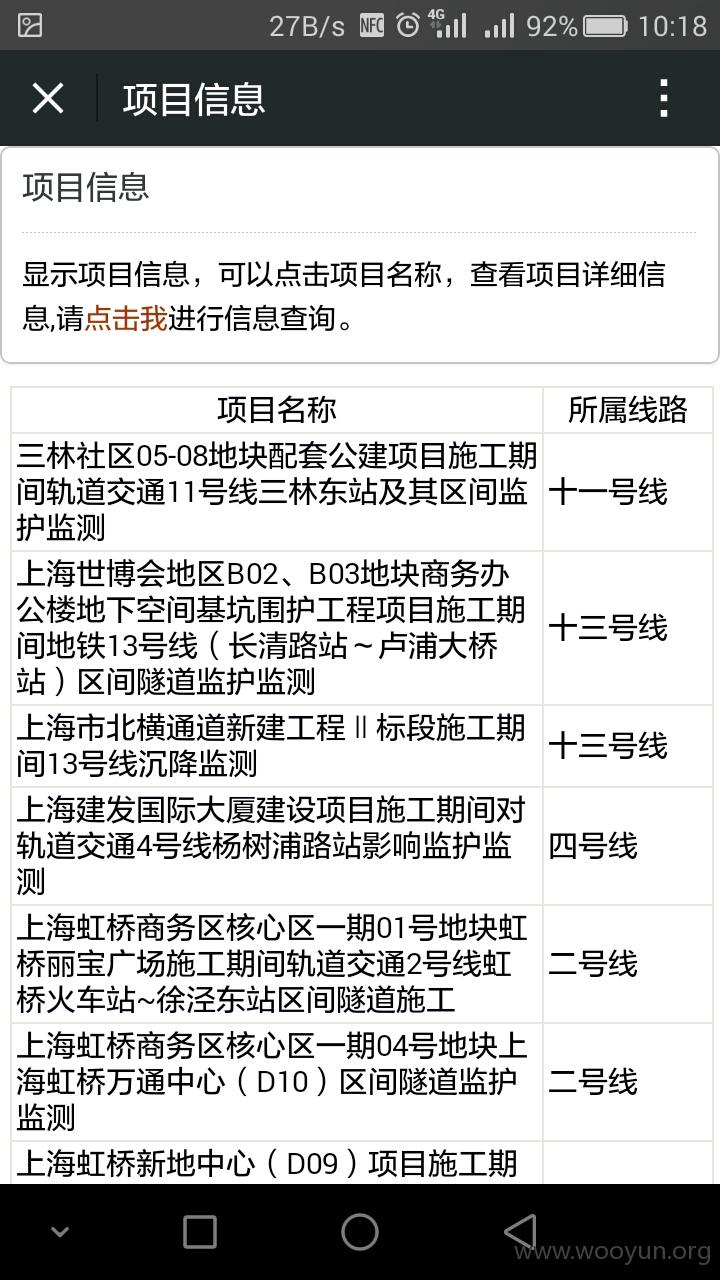 27B/s NFC 4G 92% 10:18
项目信息
项目信息
显示项目信息，可以点击项目名称，查看项目详细信
息,请点击我进行信息查询。
项目名称 所属线路
三林社区05-08地块配套公建项目施工期
间轨道交通11号线三林东站及其区间监
护监测
十一号线
上海世博会地区B02、B03地块商务办
公楼地下空间基坑围护工程项目施工期
间地铁13号线（长清路站～卢浦大桥
站）区间隧道监护监测
十三号线
上海市北横通道新建工程Ⅱ标段施工期
间13号线沉降监测
十三号线
上海建发国际大厦建设项目施工期间对
轨道交通4号线杨树浦路站影响监护监
测
四号线
上海虹桥商务区核心区一期01号地块虹
桥丽宝广场施工期间轨道交通2号线虹
桥火车站~徐泾东站区间隧道施工
二号线
上海虹桥商务区核心区一期04号地块上
海虹桥万通中心（D10）区间隧道监护
监测
二号线
上海虹桥新地中心（D09）项目施工期
www.wooyun.org